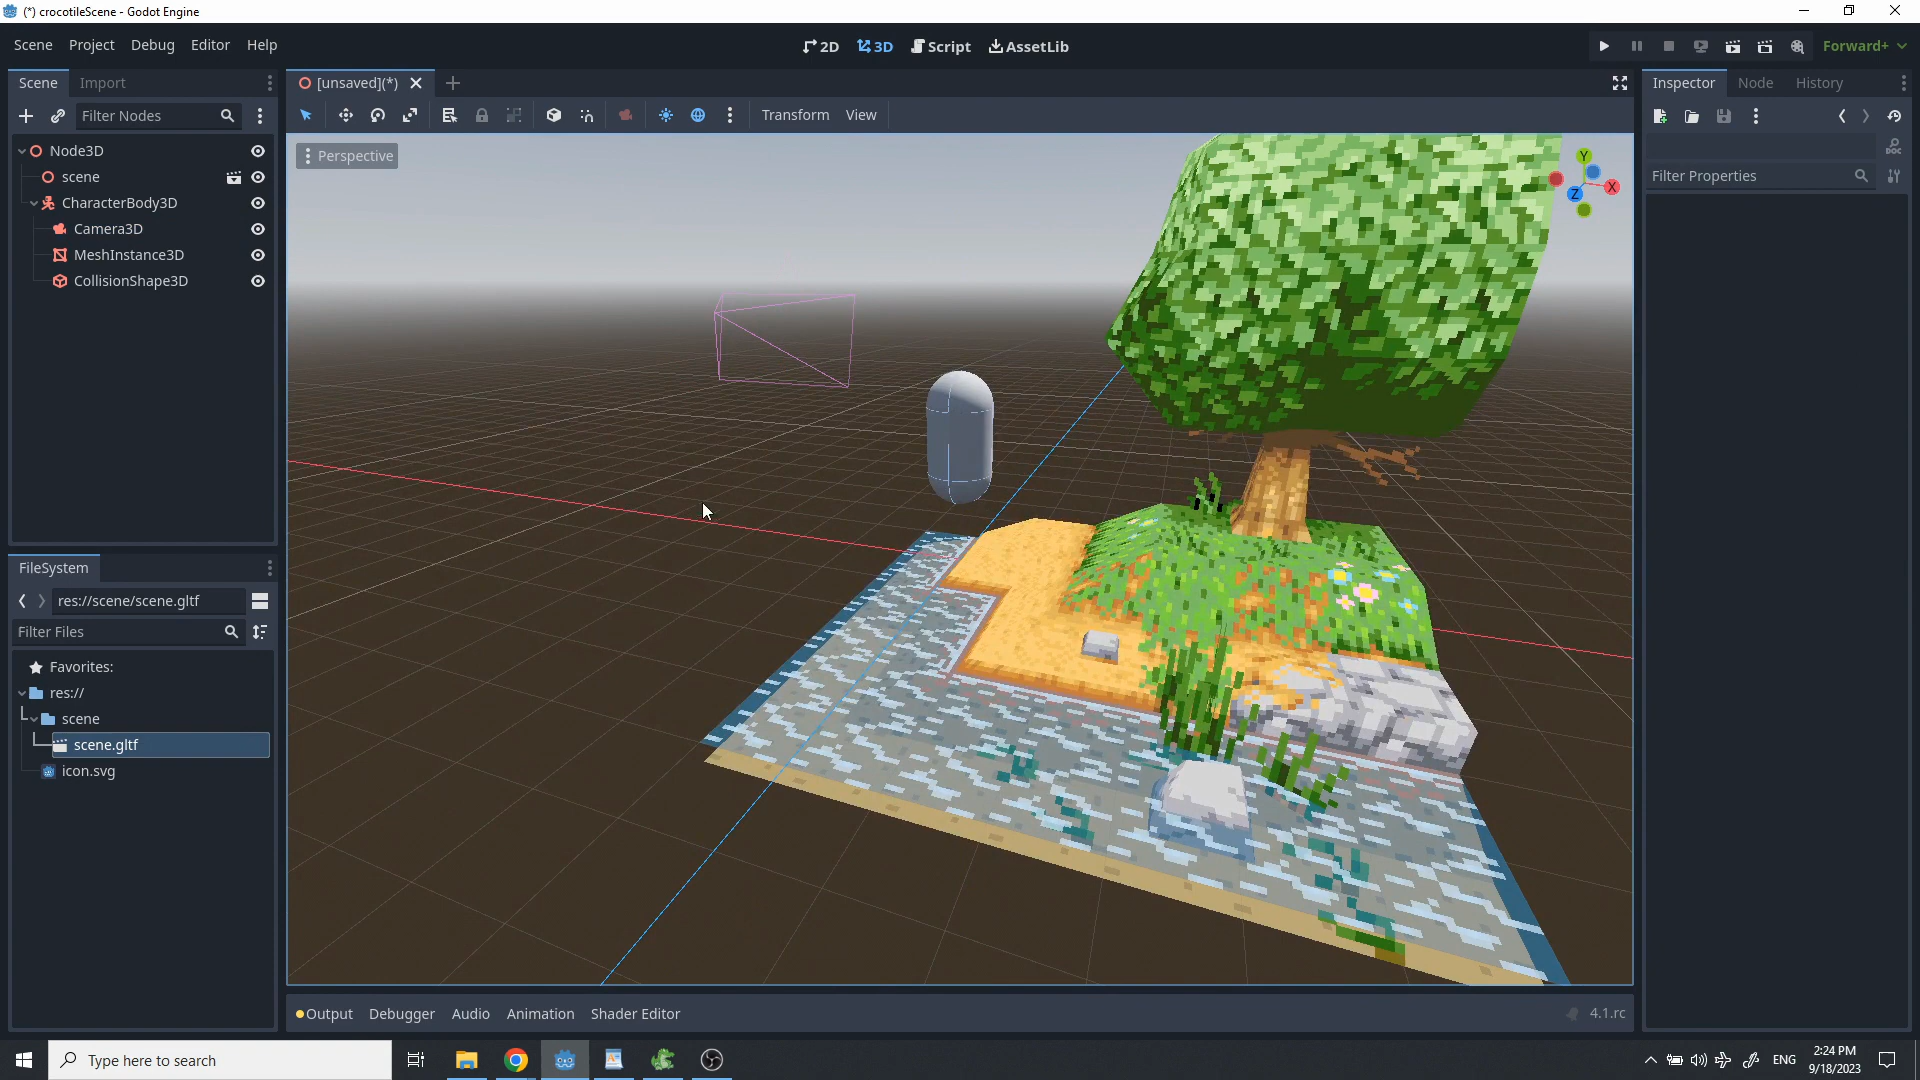 (*) crocotileScene - Godot Engine
Scene Project Debug Editor Help
2D 3D Script AssetLib
Forward+
Scene Import
[unsaved](*)
Inspector Node History
Filter Nodes
Transform View
Node3D
scene
CharacterBody3D
Camera3D
MeshInstance3D
CollisionShape3D
Perspective
Y
X
Z
DOC
Filter Properties
FileSystem
res://scene/scene.gltf
Filter Files
Favorites:
res://
scene
scene.gltf
icon.svg
Output Debugger Audio Animation Shader Editor
4.1.rc
Type here to search
ENG
2:24 PM
9/18/2023